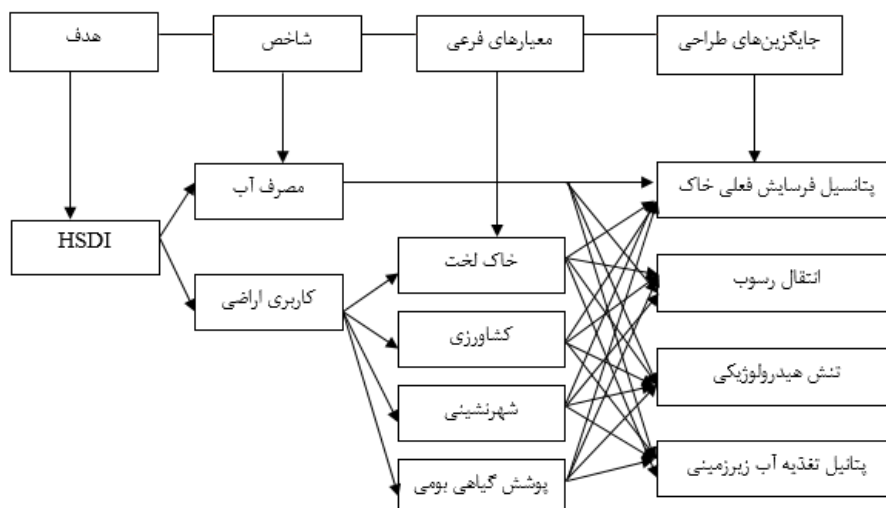 هدف
شاخص
معیارهای فرعی
جایگزین‌های طراحی
مصرف آب
پتانسیل فرسایش فعلی خاک
HSDI
خاک لخت
انتقال رسوب
کاربری اراضی
کشاورزی
تنش هیدرولوژیکی
شهرنشینی
پوشش گیاهی بومی
پتانیل تغذیه آب زیرزمینی